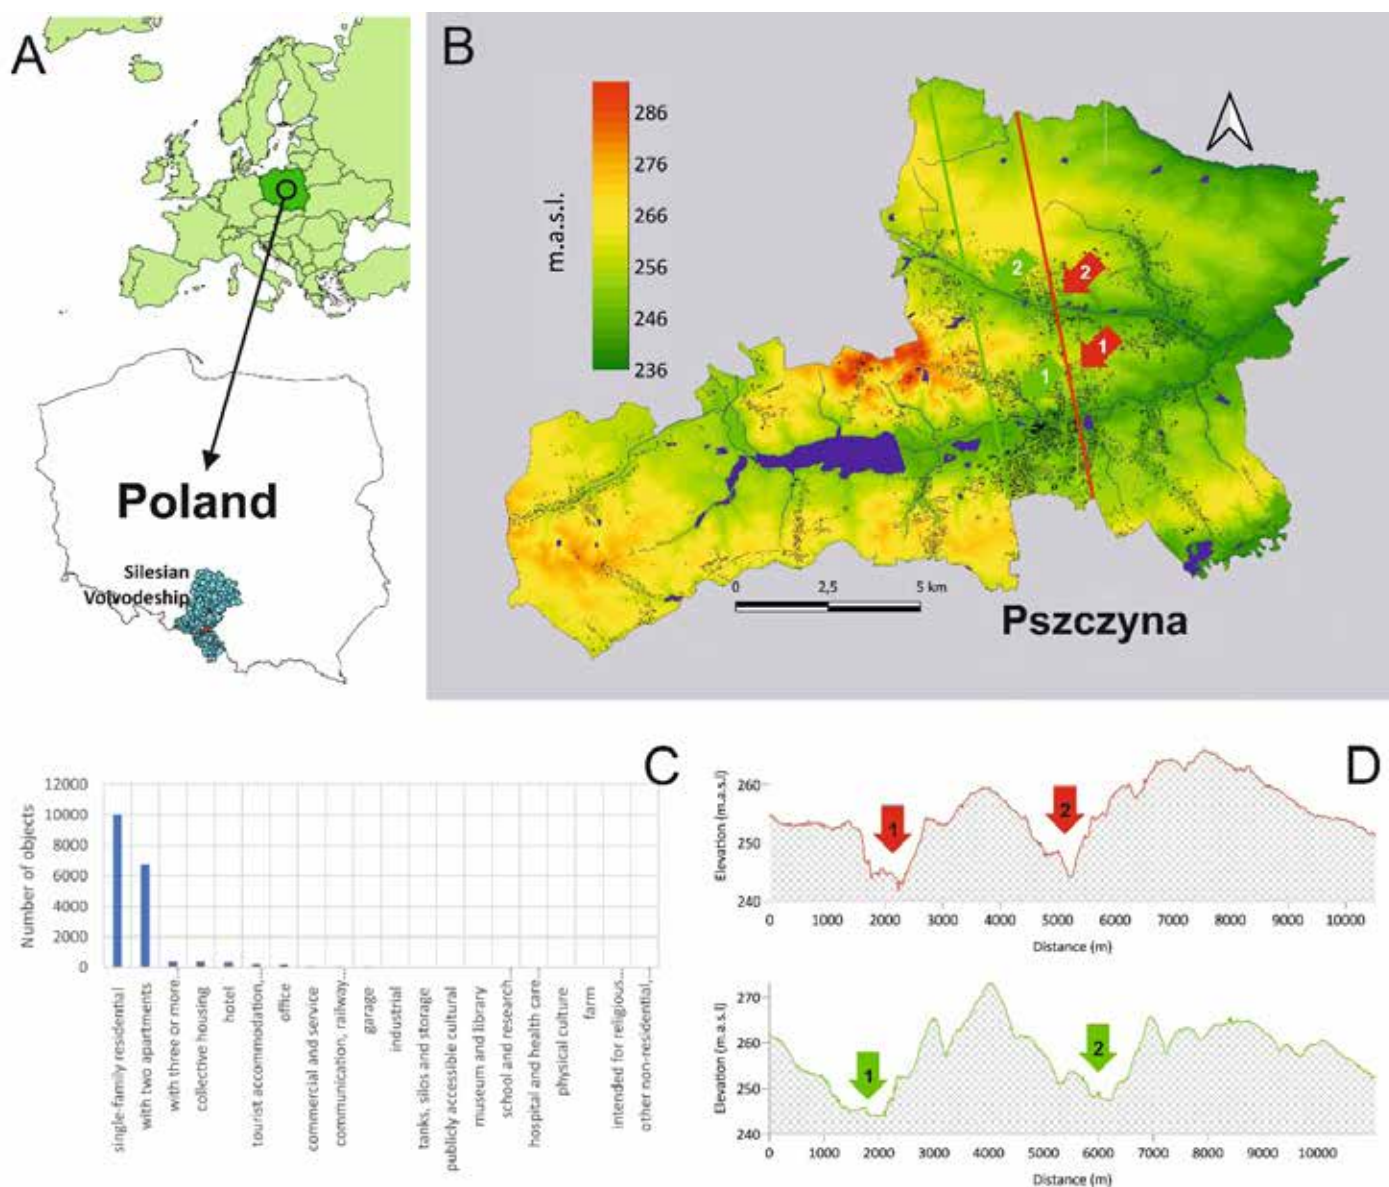 A
Poland
Silesian
Voivodeship
B
286
276
266
256
246
236
m.a.s.l.
2
2
1
1
0
2,5
5 km
Pszczyna
C
Number of objects
12000
10000
8000
6000
4000
2000
0
single-family residential
with two apartments
with three or more...
collective housing
hotel
tourist accommodation,...
office
commercial and service
communication, railway...
garage
industrial
tanks, silos and storage
publicly accessible cultural
museum and library
school and research...
hospital and health care...
physical culture
farm
intended for religious...
other non-residential,...
D
Elevation (m.a.s.l)
260
250
240
1
2
0 1000 2000 3000 4000 5000 6000 7000 8000 9000 10000
Distance (m)
Elevation (m.a.s.l)
270
260
250
240
1
2
0 1000 2000 3000 4000 5000 6000 7000 8000 9000 10000
Distance (m)